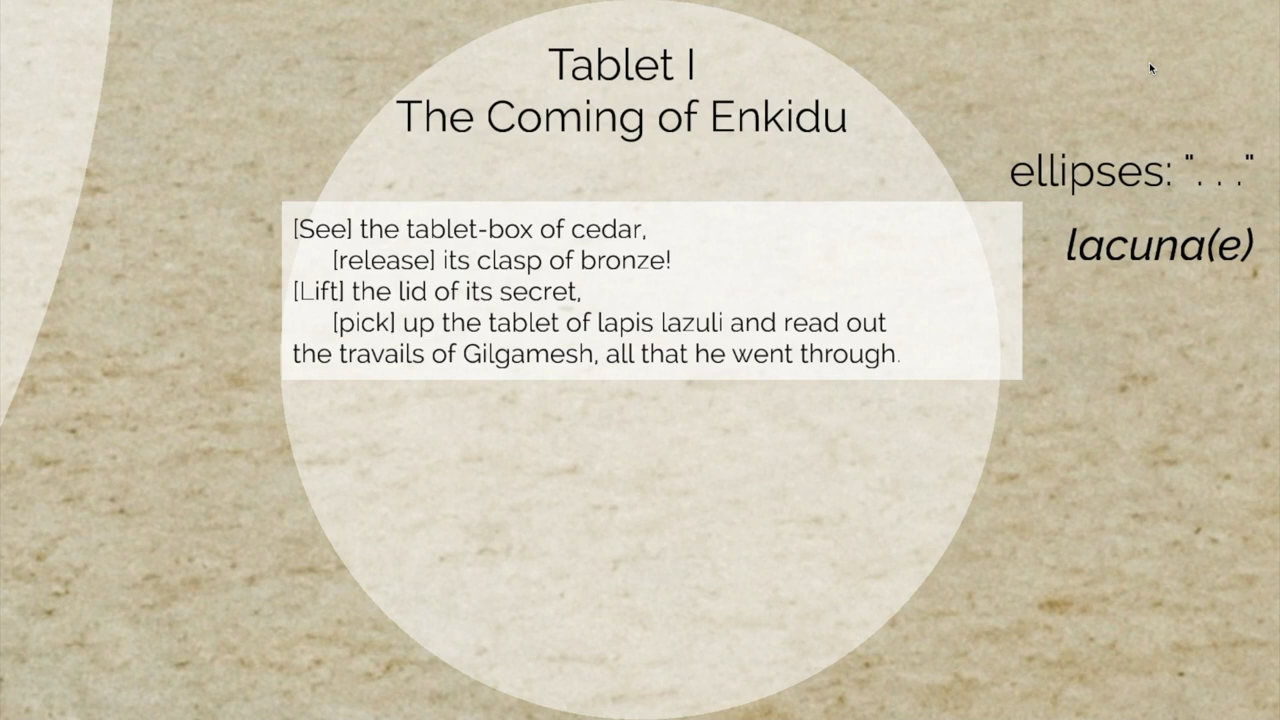 Tablet I
The Coming of Enkidu
ellipses: ". . ."
lacuna(e)
[See] the tablet-box of cedar,
[release] its clasp of bronze!
[Lift] the lid of its secret,
[pick] up the tablet of lapis lazuli and read out
the travails of Gilgamesh, all that he went through.